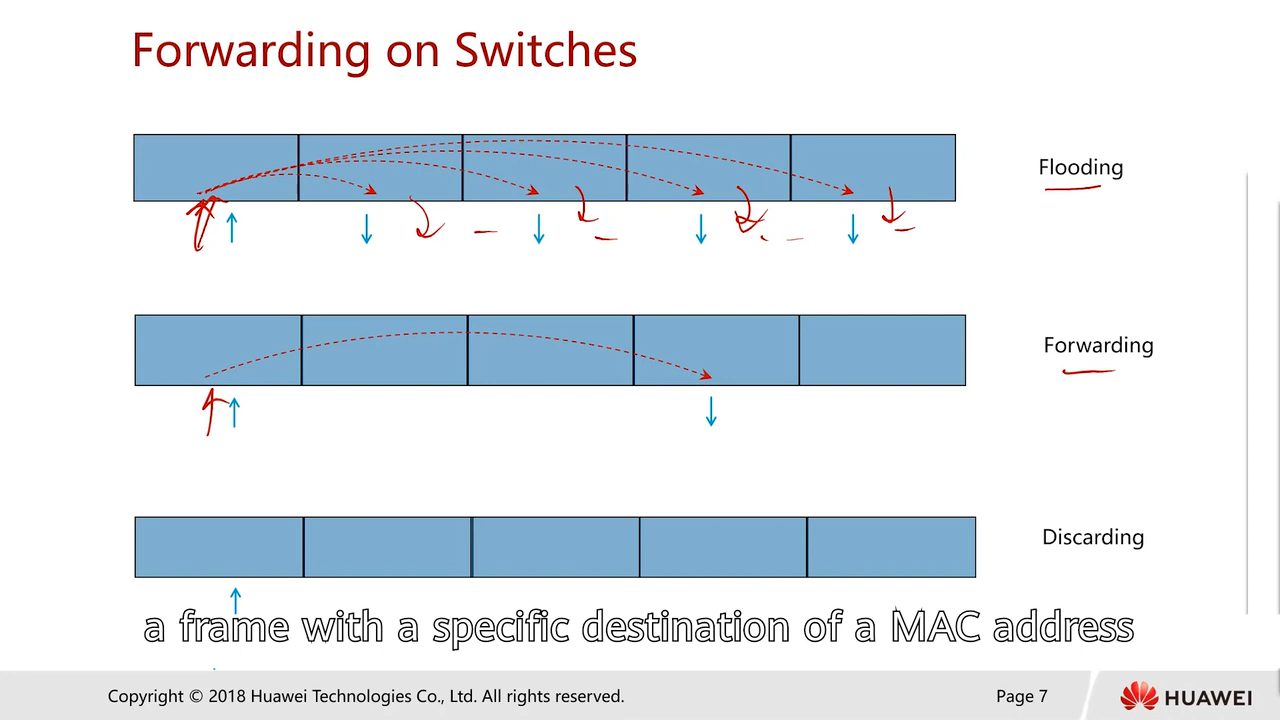 Forwarding on Switches
Flooding
Forwarding
Discarding
a frame with a specific destination of a MAC address
Copyright © 2018 Huawei Technologies Co., Ltd. All rights reserved.
Page 7
HUAWEI